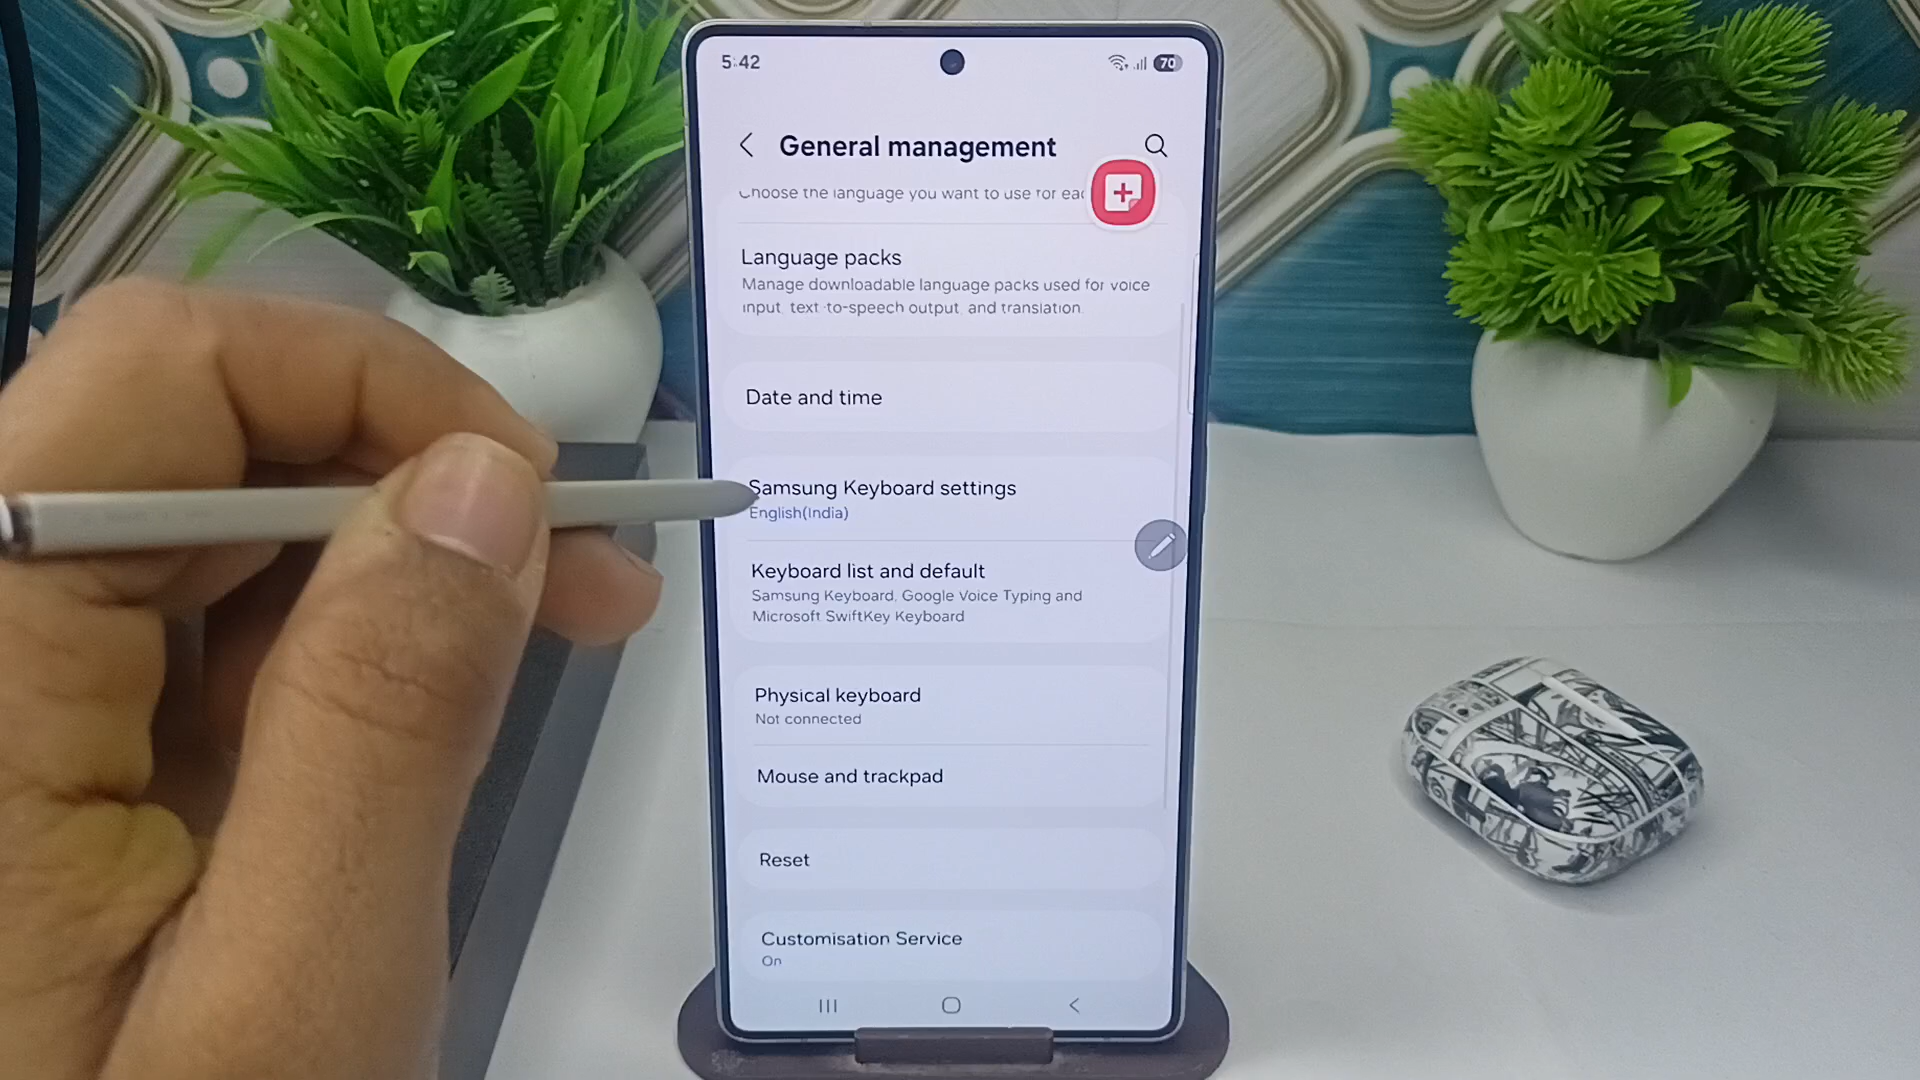 5:42
70
General management
Choose the language you want to use for eac
Language packs
Manage downloadable language packs used for voice
input, text-to-speech output, and translation.
Date and time
Samsung Keyboard settings
English(India)
Keyboard list and default
Samsung Keyboard, Google Voice Typing and
Microsoft SwiftKey Keyboard
Physical keyboard
Not connected
Mouse and trackpad
Reset
Customisation Service
On